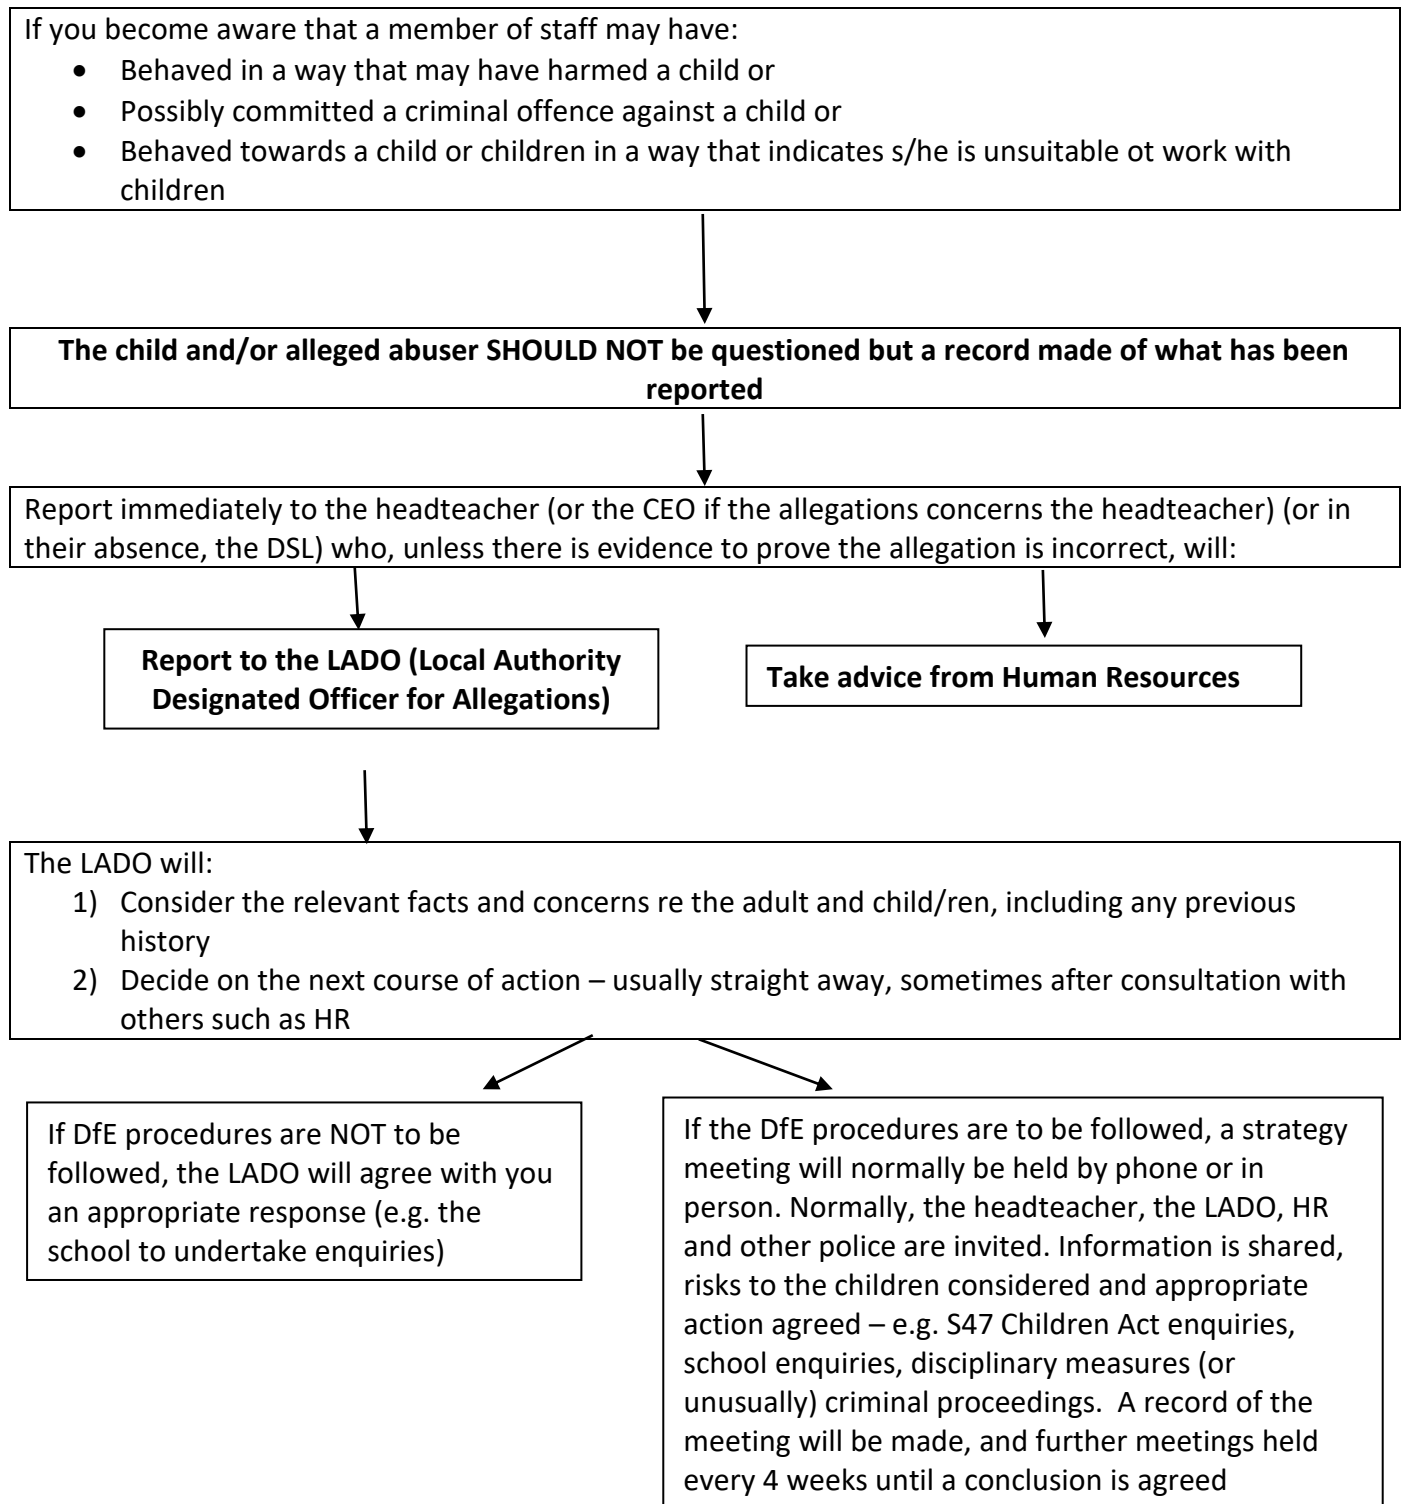 If you become aware that a member of staff may have:
• Behaved in a way that may have harmed a child or
• Possibly committed a criminal offence against a child or
• Behaved towards a child or children in a way that indicates s/he is unsuitable ot work with
children
The child and/or alleged abuser SHOULD NOT be questioned but a record made of what has been
reported
Report immediately to the headteacher (or the CEO if the allegations concerns the headteacher) (or in
their absence, the DSL) who, unless there is evidence to prove the allegation is incorrect, will:
Report to the LADO (Local Authority
Designated Officer for Allegations)
Take advice from Human Resources
The LADO will:
1) Consider the relevant facts and concerns re the adult and child/ren, including any previous
history
2) Decide on the next course of action – usually straight away, sometimes after consultation with
others such as HR
If DfE procedures are NOT to be
followed, the LADO will agree with you
an appropriate response (e.g. the
school to undertake enquiries)
If the DfE procedures are to be followed, a strategy
meeting will normally be held by phone or in
person. Normally, the headteacher, the LADO, HR
and other police are invited. Information is shared,
risks to the children considered and appropriate
action agreed – e.g. S47 Children Act enquiries,
school enquiries, disciplinary measures (or
unusually) criminal proceedings.  A record of the
meeting will be made, and further meetings held
every 4 weeks until a conclusion is agreed